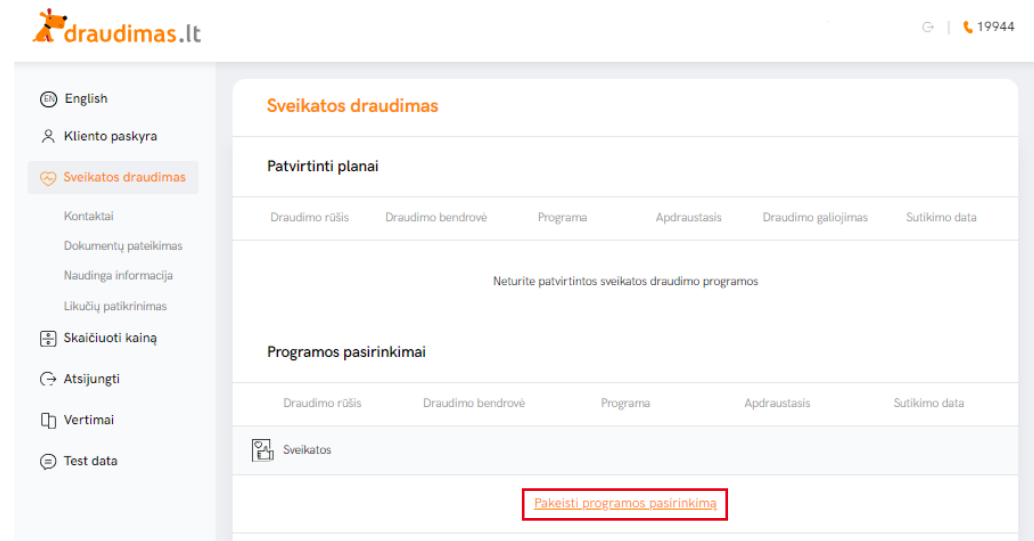 draudimas.lt
19944
EN English
Kliento paskyra
Sveikatos draudimas
Kontaktai
Dokumentų pateikimas
Naudinga informacija
Likučių patikrinimas
Skaičiuoti kainą
Atsijungti
Vertimai
Test data
Sveikatos draudimas
Patvirtinti planai
Draudimo rūšis Draudimo bendrovė Programa Apdraustasis Draudimo galiojimas Sutikimo data
Neturite patvirtintos sveikatos draudimo programos
Programos pasirinkimai
Draudimo rūšis Draudimo bendrovė Programa Apdraustasis Sutikimo data
Sveikatos
Pakeisti programos pasirinkimą